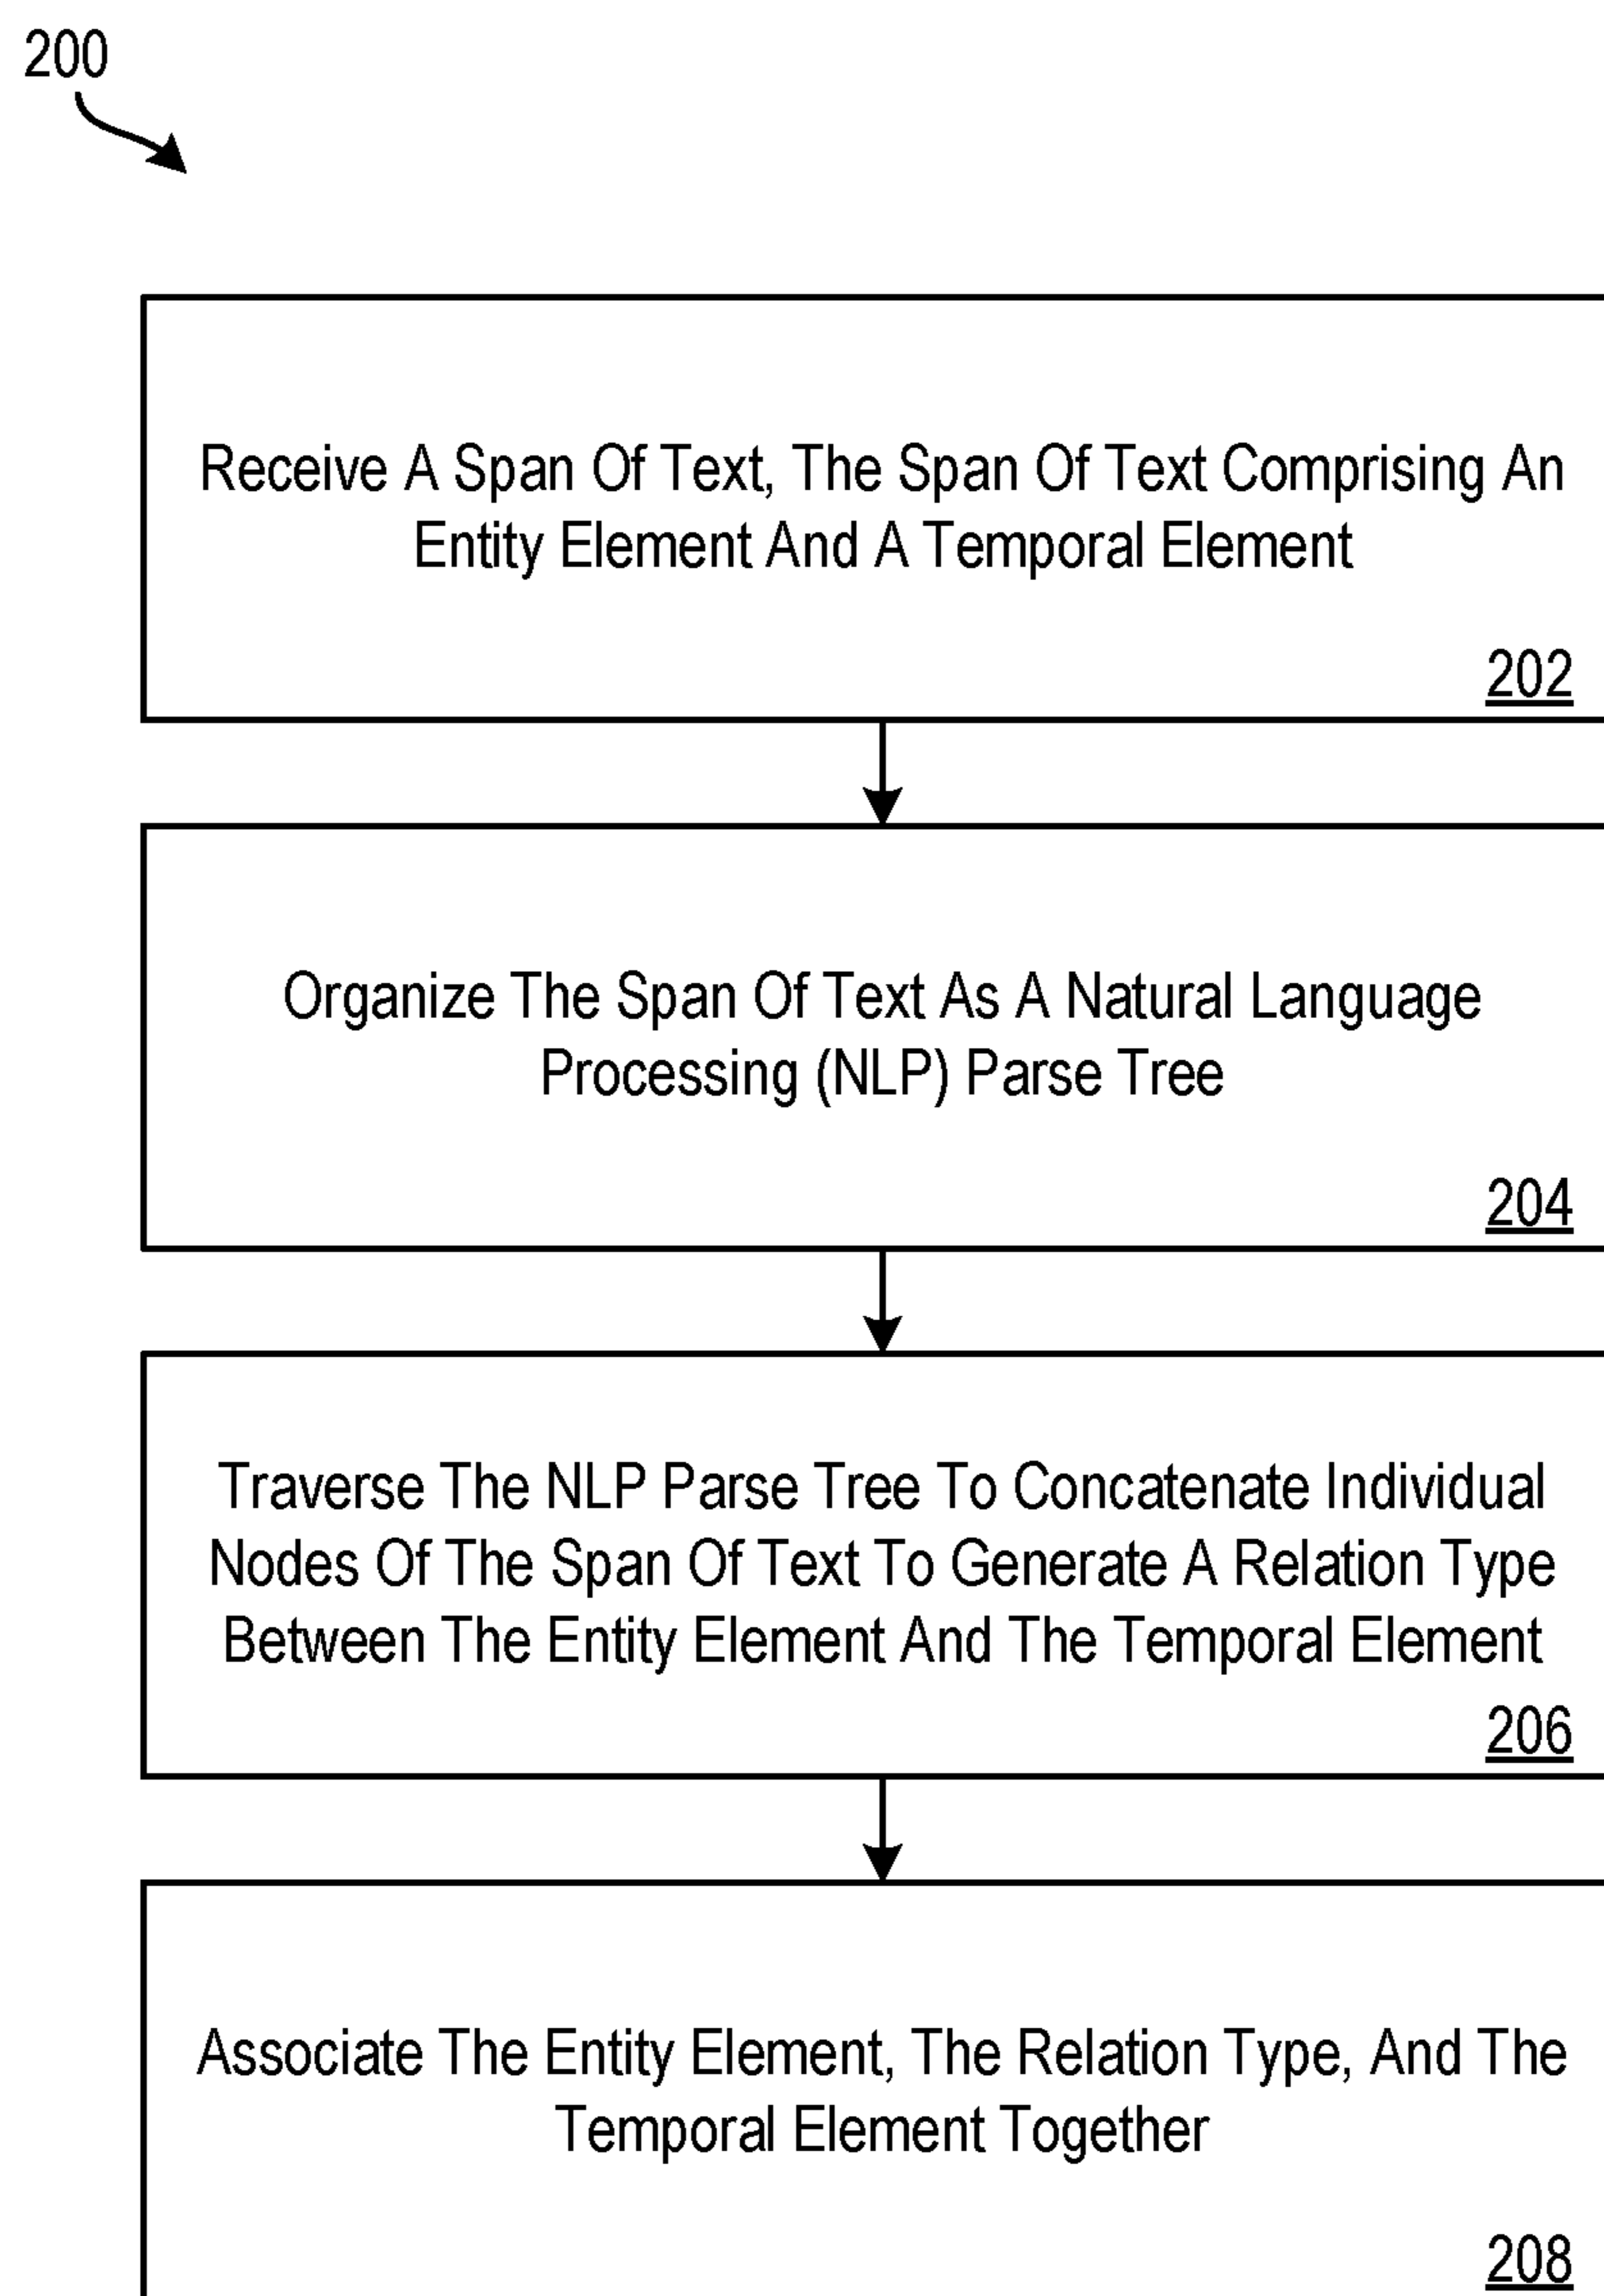 200
Receive A Span Of Text, The Span Of Text Comprising An
Entity Element And A Temporal Element
202
Organize The Span Of Text As A Natural Language
Processing (NLP) Parse Tree
204
Traverse The NLP Parse Tree To Concatenate Individual
Nodes Of The Span Of Text To Generate A Relation Type
Between The Entity Element And The Temporal Element
206
Associate The Entity Element, The Relation Type, And The
Temporal Element Together
208